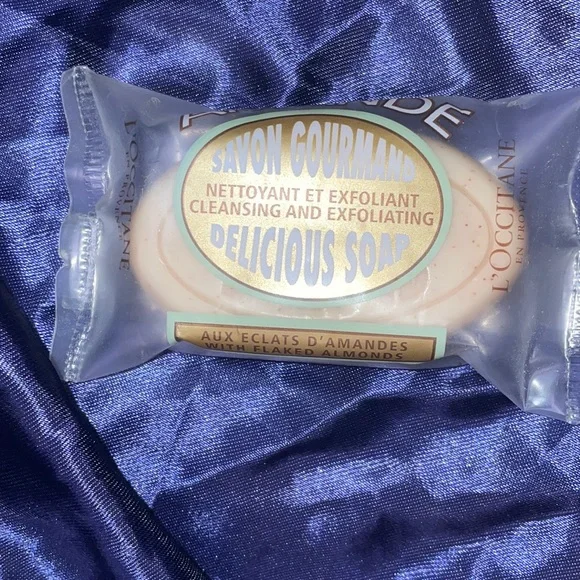 SAVON GOURMAND
NETTOYANT ET EXFOLIANT
CLEANSING AND EXFOLIATING
DELICIOUS SOAP
AUX ECLATS D'AMANDES
WITH FLAKED ALMONDS
L'OCCITANE
EN PROVENCE
L'OCCITANE